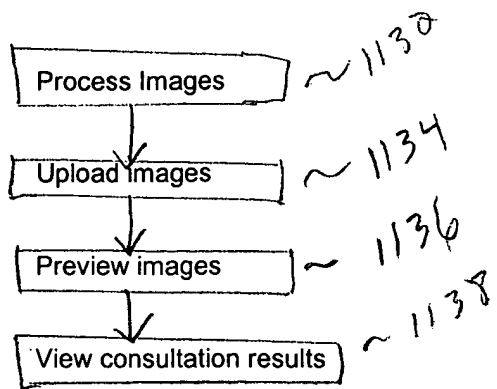 Process Images ~ 1130
Upload images ~ 1134
Preview images ~ 1136
View consultation results ~ 1138